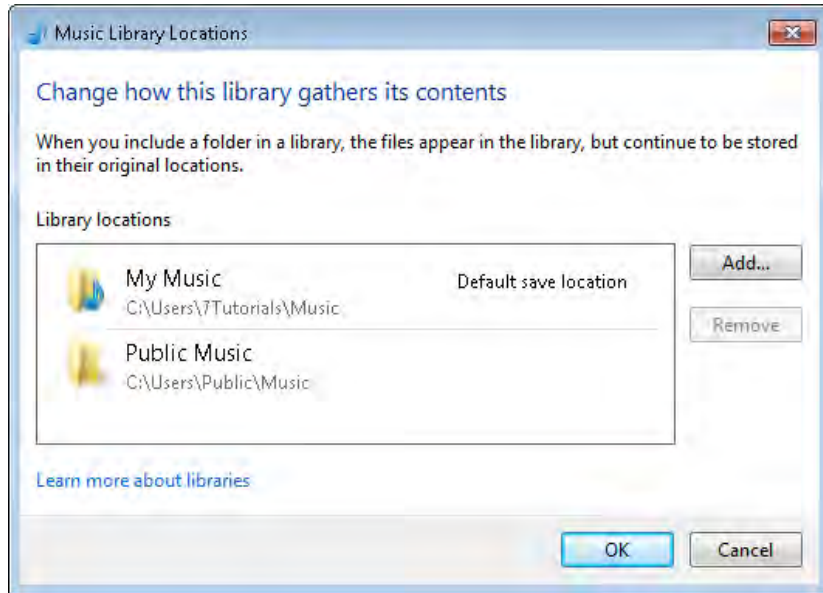 Music Library Locations
Change how this library gathers its contents
When you include a folder in a library, the files appear in the library, but continue to be stored
in their original locations.
Library locations
My Music
Default save location
C:\Users\7Tutorials\Music
Public Music
C:\Users\Public\Music
Add...
Remove
Learn more about libraries
OK
Cancel